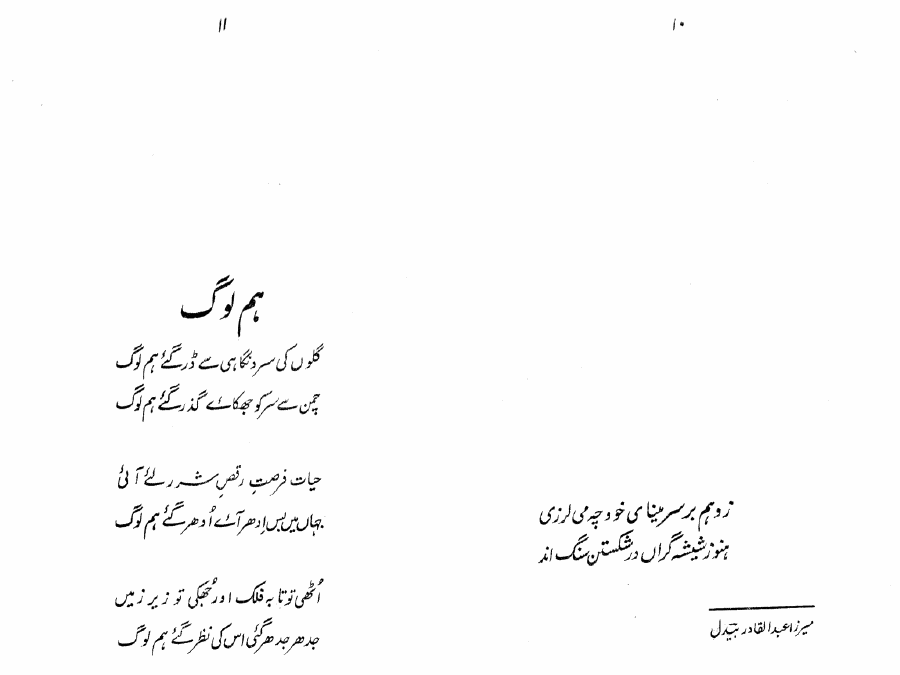 ۱۰
ز وہم بر سر مینای خود چہ می لرزی
ہنوز شیشہ گراں در شکستن سنگ اند
میرزا عبدالقادر بیدل
۱۱
ہم لوگ
گلوں کی سرد نگاہی سے ڈر گئے ہم لوگ
چمن سے سر کو جھکائے گذر گئے ہم لوگ
حیات فرصتِ رقصِ شرر لئے آئی
جہاں میں بس اِدھر آئے اُدھر گئے ہم لوگ
اُٹھی تو تا بہ فلک اور جُھکی تو زیر زمیں
جدھر جدھر گئی اس کی نظر گئے ہم لوگ